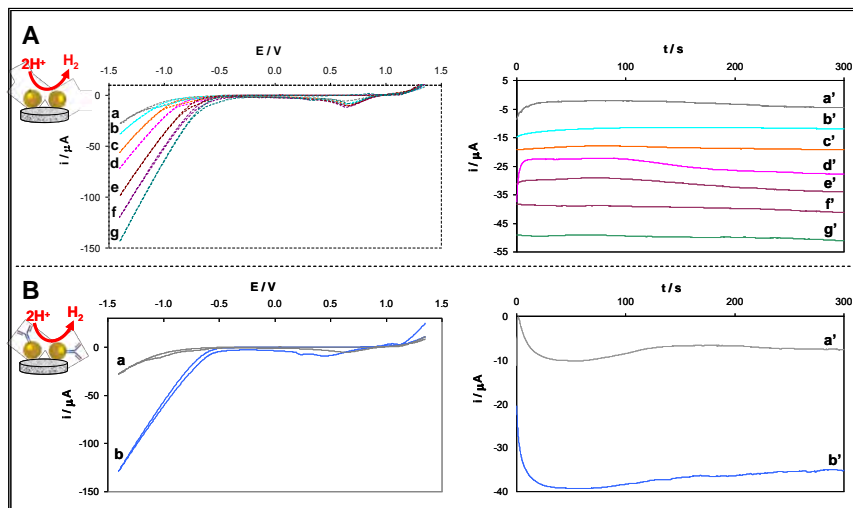 A
2H+ H2
E / V
-1.5 -1.0 -0.5 0.0 0.5 1.0 1.5
0
-50
-100
-150
i / µA
a
b
c
d
e
f
g
t / s
0 100 200 300
5
-5
-15
-25
-35
-45
-55
i / µA
a'
b'
c'
d'
e'
f'
g'
B
2H+ H2
E / V
-1.5 -1.0 -0.5 0.0 0.5 1.0 1.5
0
-50
-100
-150
i / µA
a
b
t / s
0 100 200 300
0
-10
-20
-30
-40
i / µA
a'
b'